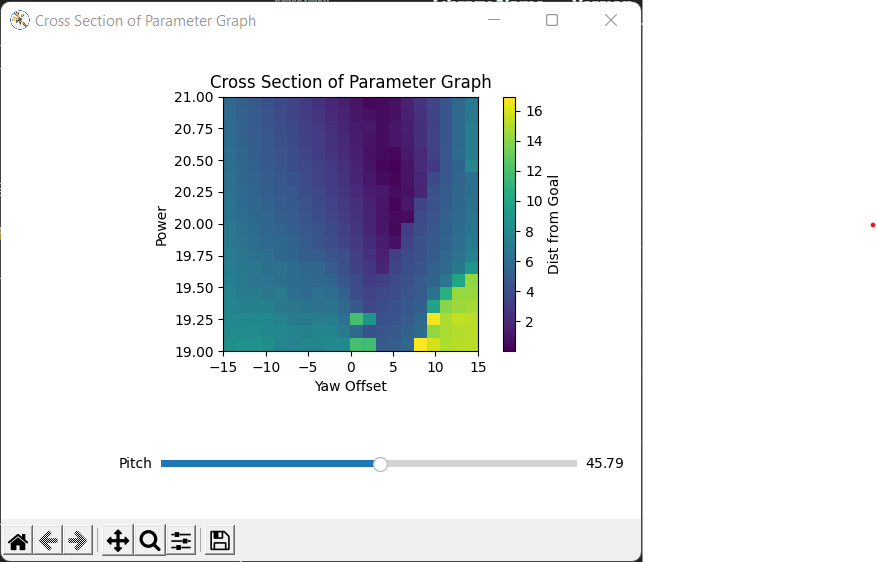 Cross Section of Parameter Graph
Cross Section of Parameter Graph
21.00
20.75
20.50
20.25
20.00
19.75
19.50
19.25
19.00
Power
−15 −10 −5 0 5 10 15
Yaw Offset
16
14
12
10
8
6
4
2
Dist from Goal
Pitch 45.79